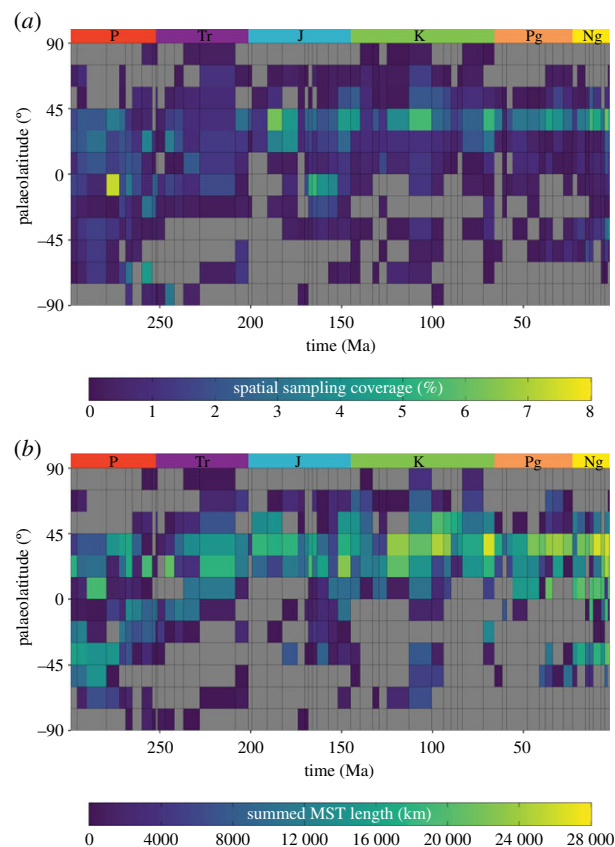 (a)
P Tr J K Pg Ng
90
45
0
–45
–90
palaeolatitude (°)
250 200 150 100 50
time (Ma)
spatial sampling coverage (%)
0 1 2 3 4 5 6 7 8
(b)
P Tr J K Pg Ng
90
45
0
–45
–90
palaeolatitude (°)
250 200 150 100 50
time (Ma)
summed MST length (km)
0 4000 8000 12 000 16 000 20 000 24 000 28 000